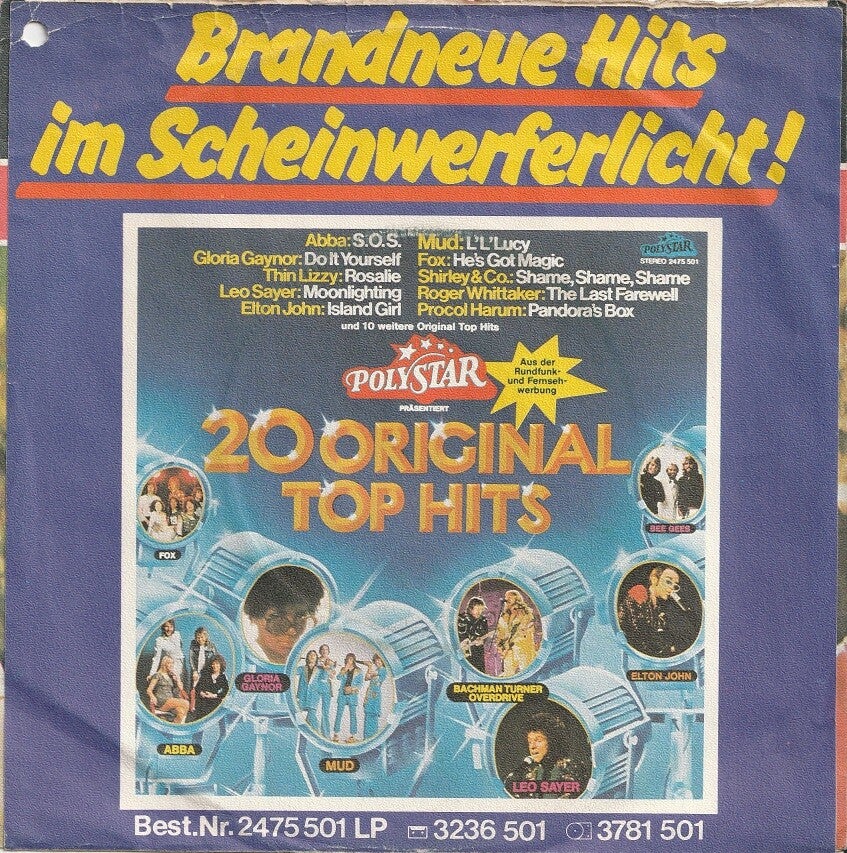 Brandneue Hits
im Scheinwerferlicht!
Abba: S.O.S.
Gloria Gaynor: Do It Yourself
Thin Lizzy: Rosalie
Leo Sayer: Moonlighting
Elton John: Island Girl
Mud: L'L'Lucy
Fox: He's Got Magic
Shirley & Co.: Shame, Shame, Shame
Roger Whittaker: The Last Farewell
Procol Harum: Pandora's Box
und 10 weitere Original Top Hits
POLYSTAR
STEREO 2475 501
POLYSTAR
PRÄSENTIERT
Aus der
Rundfunk-
und Fernseh-
werbung
20 ORIGINAL
TOP HITS
FOX
BEE GEES
GLORIA
GAYNOR
ABBA
MUD
BACHMAN TURNER
OVERDRIVE
ELTON JOHN
LEO SAYER
Best.Nr. 2475 501 LP 3236 501 3781 501